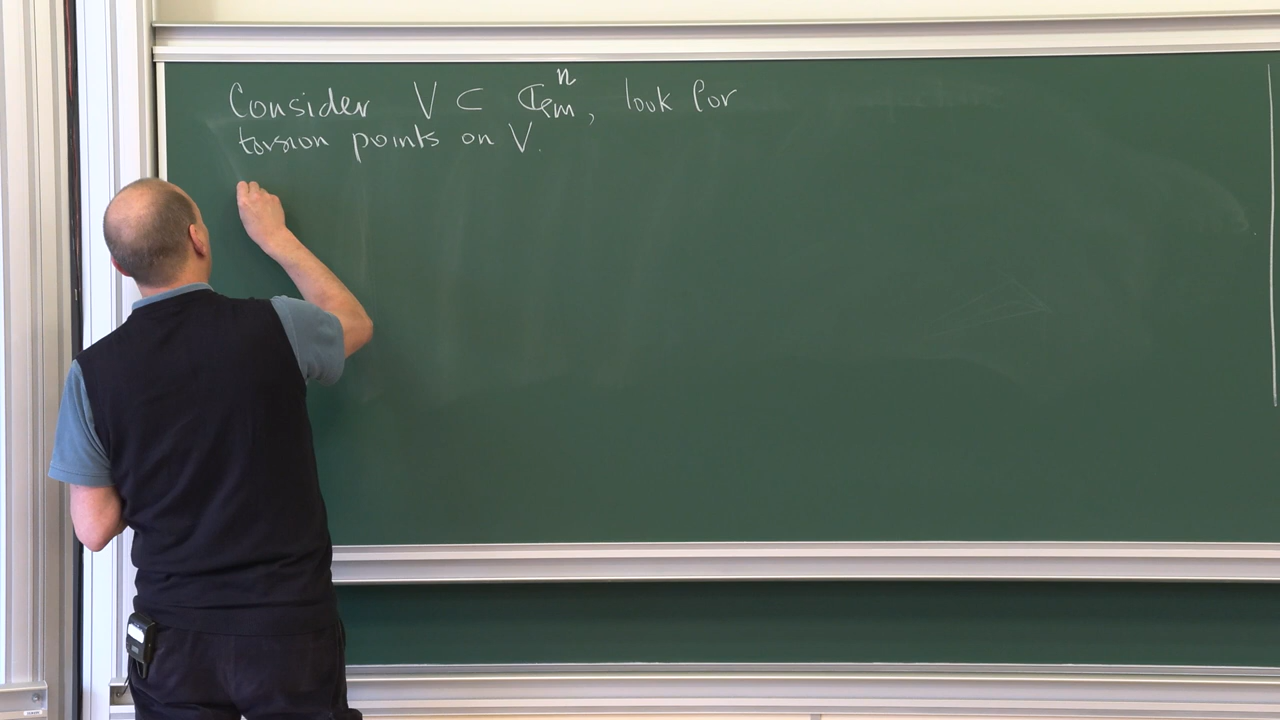 Consider V ⊂ 𝔾ₘⁿ, look for
torsion points on V.